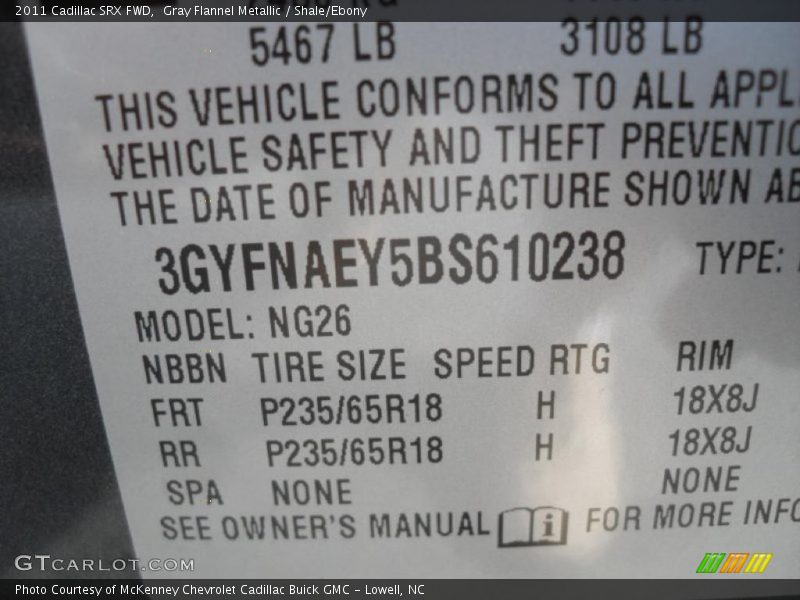 2011 Cadillac SRX FWD,  Gray Flannel Metallic / Shale/Ebony
5467 LB 3108 LB
THIS VEHICLE CONFORMS TO ALL APPL
VEHICLE SAFETY AND THEFT PREVENTIO
THE DATE OF MANUFACTURE SHOWN AB
3GYFNAEY5BS610238 TYPE:
MODEL: NG26
NBBN TIRE SIZE SPEED RTG RIM
FRT P235/65R18 H 18X8J
RR P235/65R18 H 18X8J
SPA NONE NONE
SEE OWNER'S MANUAL i FOR MORE INFO
GTCARLOT.COM
Photo Courtesy of McKenney Chevrolet Cadillac Buick GMC - Lowell, NC